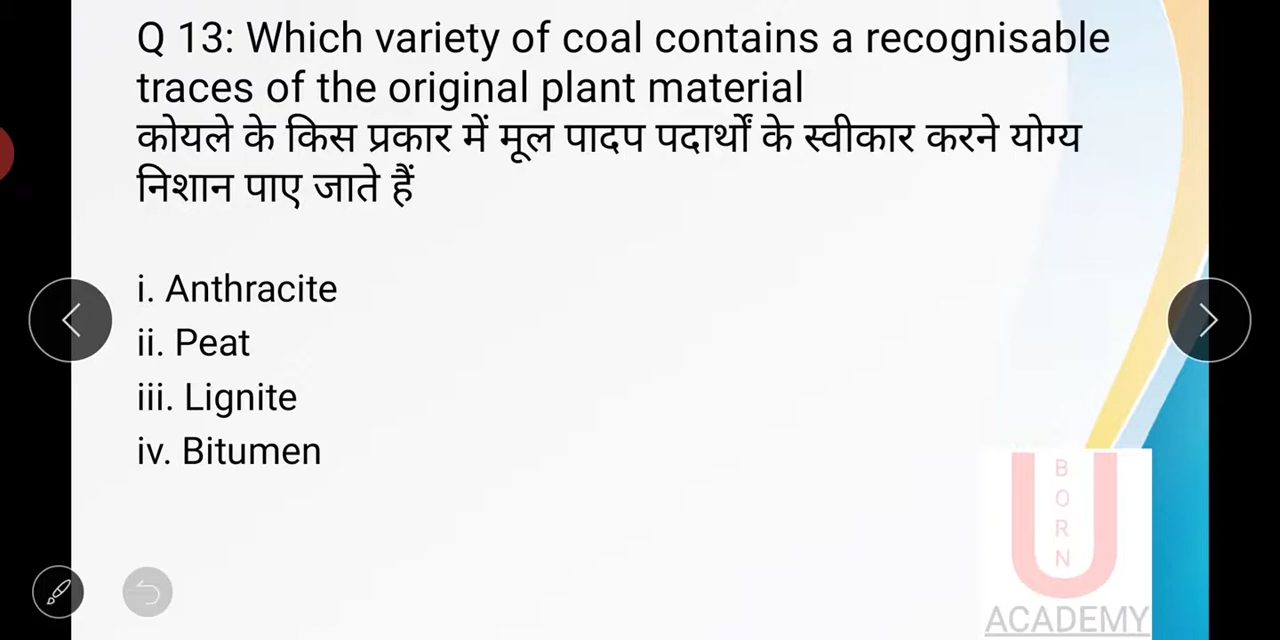 Q 13: Which variety of coal contains a recognisable
traces of the original plant material
कोयले के किस प्रकार में मूल पादप पदार्थों के स्वीकार करने योग्य
निशान पाए जाते हैं
i. Anthracite
ii. Peat
iii. Lignite
iv. Bitumen
U
BORN
ACADEMY